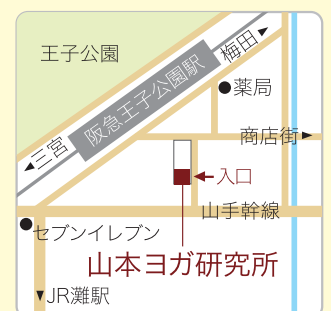 王子公園
梅田▶
阪急王子公園駅
薬局
◀三宮
商店街▶
入口
山手幹線
セブンイレブン
山本ヨガ研究所
▼JR灘駅